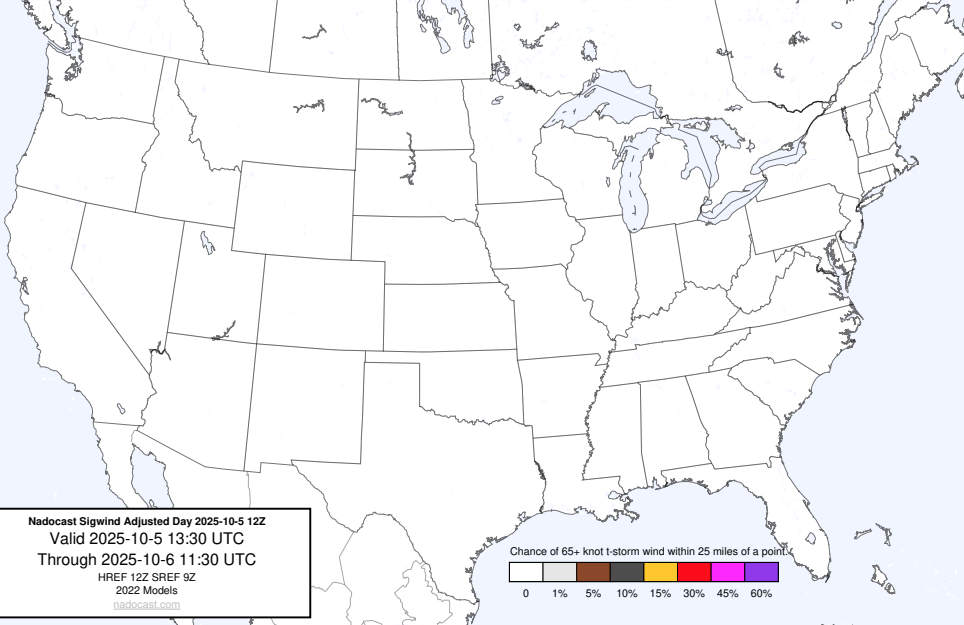 Nadocast Sigwind Adjusted Day 2025-10-5 12Z
Valid 2025-10-5 13:30 UTC
Through 2025-10-6 11:30 UTC
HREF 12Z SREF 9Z
2022 Models
nadocast.com
Chance of 65+ knot t-storm wind within 25 miles of a point.
0 1% 5% 10% 15% 30% 45% 60%